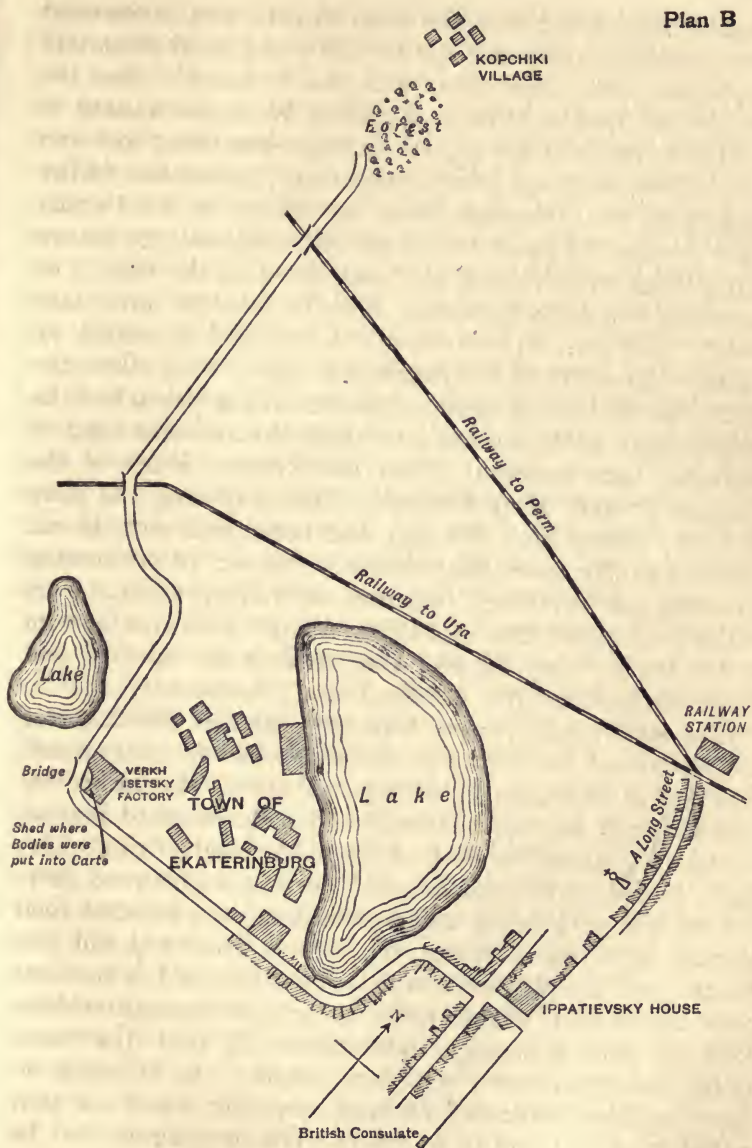 Plan B
KOPCHIKI
VILLAGE
Forest
Railway to Perm
Railway to Ufa
Lake
RAILWAY
STATION
Bridge
VERKH
ISETSKY
FACTORY
TOWN OF
Lake
A Long Street
Shed where
Bodies were
put into Carts
EKATERINBURG
IPPATIEVSKY HOUSE
N
British Consulate